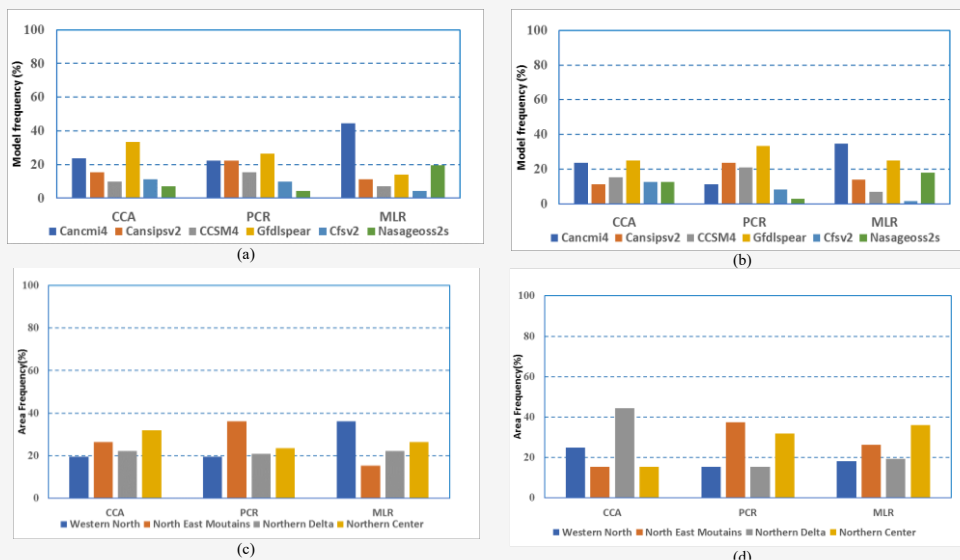 100
80
60
40
20
0
Model frequency (%)
CCA PCR MLR
Cancmi4 Cansipsv2 CCSM4 Gfdlspear Cfsv2 Nasageoss2s
(a)
100
80
60
40
20
0
Model frequency (%)
CCA PCR MLR
Cancmi4 Cansipsv2 CCSM4 Gfdlspear Cfsv2 Nasageoss2s
(b)
100
80
60
40
20
0
Area Frequency(%)
CCA PCR MLR
Western North North East Moutains Northern Delta Northern Center
(c)
100
80
60
40
20
0
Area Frequency(%)
CCA PCR MLR
Western North North East Moutains Northern Delta Northern Center
(d)